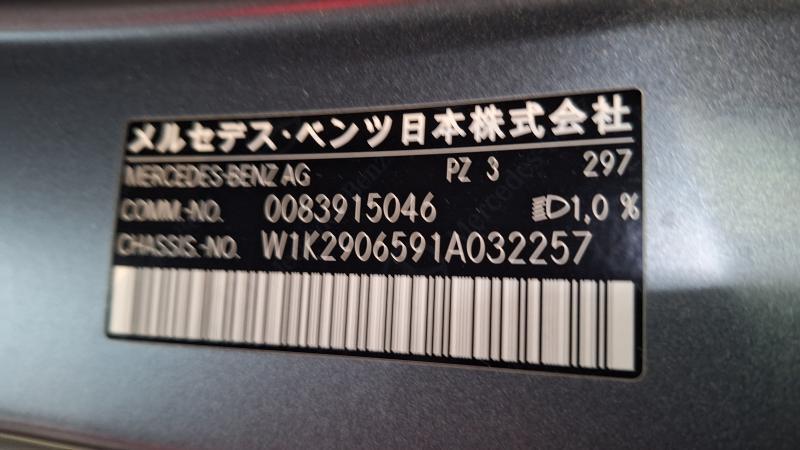 メルセデス・ベンツ日本株式会社
MERCEDES-BENZ AG PZ 3 297
COMM.-NO. 0083915046 1,0 %
CHASSIS.-NO. W1K2906591A032257